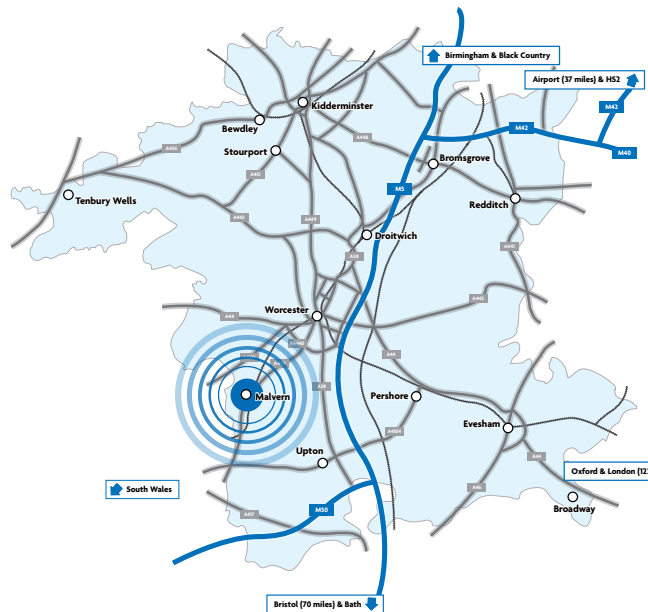 Birmingham & Black Country
Airport (37 miles) & HS2
M42
Kidderminster
Bewdley
M42
A448
A456
Stourport
M40
Bromsgrove
A451
M5
Tenbury Wells
Redditch
A443
A449
Droitwich
A441
A38
A422
Worcester
A44
A44
Malvern
A38
Pershore
Evesham
A4104
Upton
A44
Oxford & London (12
South Wales
A46
M50
Broadway
A417
Bristol (70 miles) & Bath